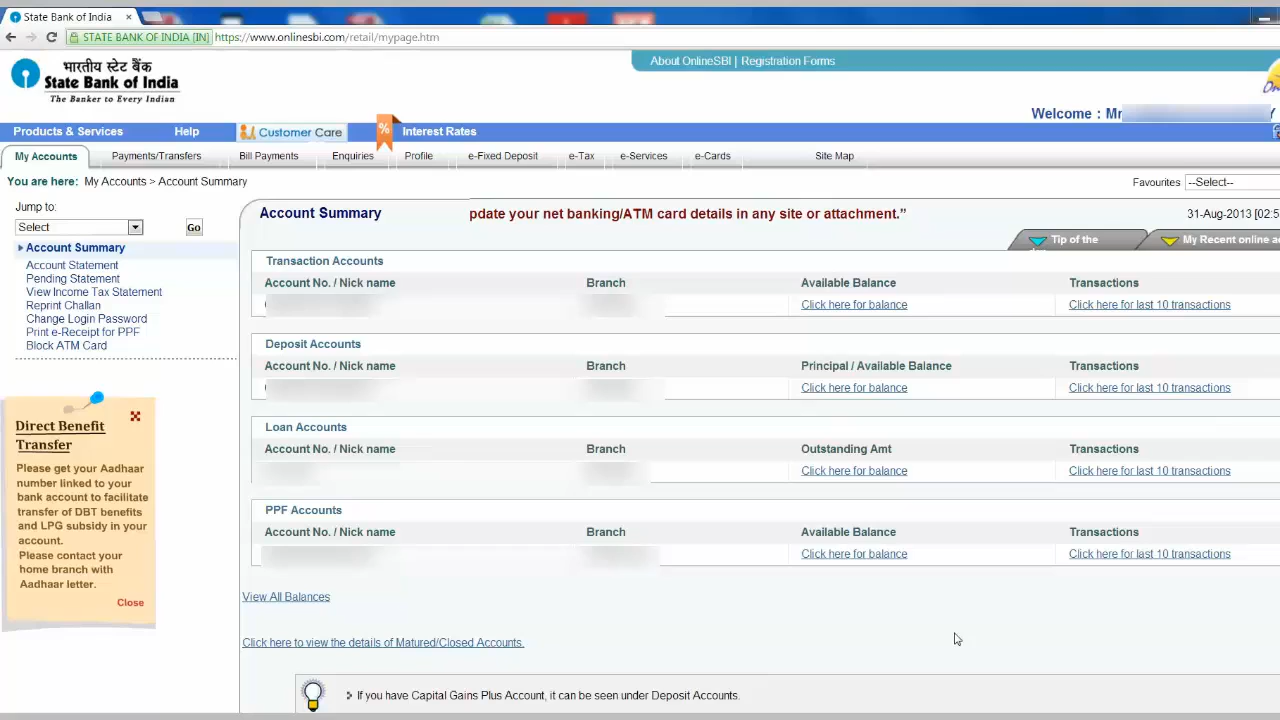 State Bank of India
STATE BANK OF INDIA [IN] https://www.onlinesbi.com/retail/mypage.htm
भारतीय स्टेट बैंक
State Bank of India
The Banker to Every Indian
About OnlineSBI | Registration Forms
Welcome : Mr
Products & Services Help Customer Care % Interest Rates
My Accounts Payments/Transfers Bill Payments Enquiries Profile e-Fixed Deposit e-Tax e-Services e-Cards Site Map
You are here: My Accounts > Account Summary
Favourites --Select--
Jump to:
Select Go
Account Summary
Account Statement
Pending Statement
View Income Tax Statement
Reprint Challan
Change Login Password
Print e-Receipt for PPF
Block ATM Card
Direct Benefit
Transfer
Please get your Aadhaar
number linked to your
bank account to facilitate
transfer of DBT benefits
and LPG subsidy in your
account.
Please contact your
home branch with
Aadhaar letter.
Close
Account Summary pdate your net banking/ATM card details in any site or attachment.” 31-Aug-2013 [02:5
Tip of the My Recent online a
Transaction Accounts
Account No. / Nick name Branch Available Balance Transactions
Click here for balance Click here for last 10 transactions
Deposit Accounts
Account No. / Nick name Branch Principal / Available Balance Transactions
Click here for balance Click here for last 10 transactions
Loan Accounts
Account No. / Nick name Branch Outstanding Amt Transactions
Click here for balance Click here for last 10 transactions
PPF Accounts
Account No. / Nick name Branch Available Balance Transactions
Click here for balance Click here for last 10 transactions
View All Balances
Click here to view the details of Matured/Closed Accounts.
If you have Capital Gains Plus Account, it can be seen under Deposit Accounts.